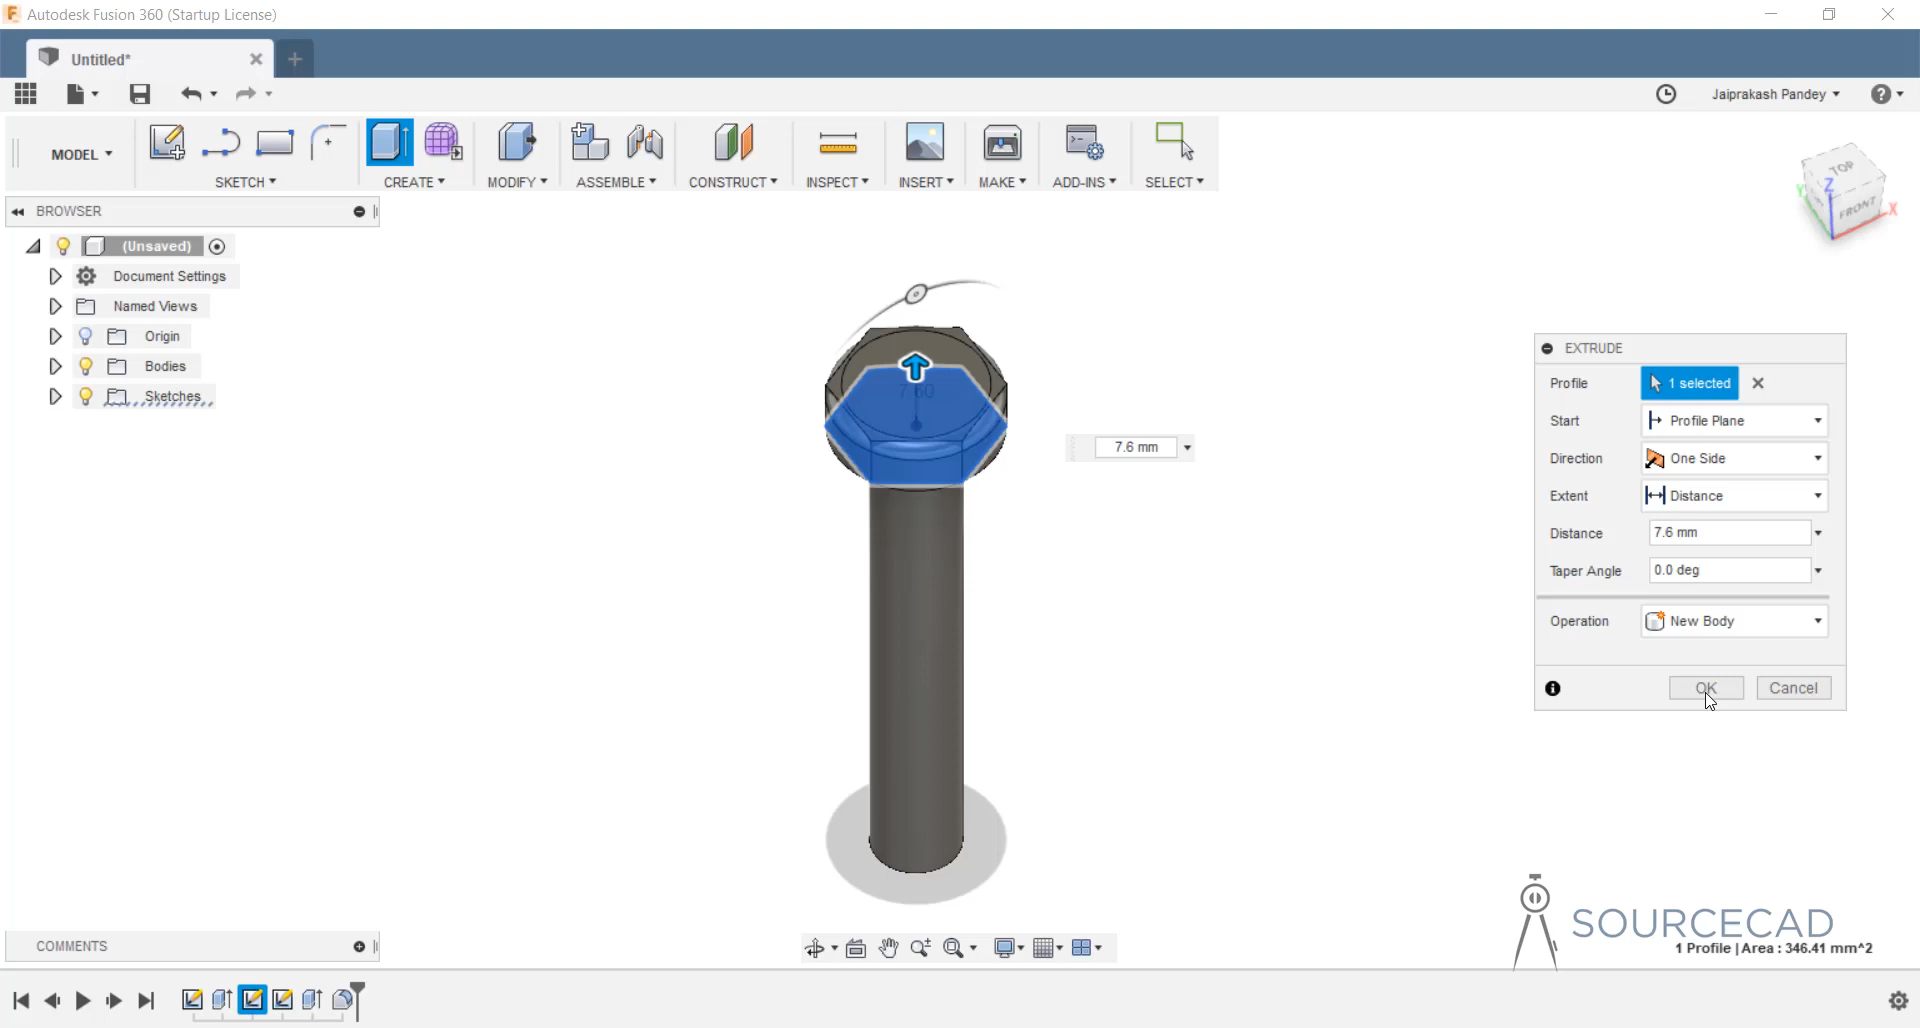 Autodesk Fusion 360 (Startup License)
Untitled*
Jaiprakash Pandey
MODEL
SKETCH
CREATE
MODIFY
ASSEMBLE
CONSTRUCT
INSPECT
INSERT
MAKE
ADD-INS
SELECT
TOP
FRONT
Z
X
Y
BROWSER
(Unsaved)
Document Settings
Named Views
Origin
Bodies
Sketches
7.60
7.6 mm
EXTRUDE
Profile
1 selected
Start
Profile Plane
Direction
One Side
Extent
Distance
Distance
7.6 mm
Taper Angle
0.0 deg
Operation
New Body
OK
Cancel
SOURCECAD
1 Profile | Area : 346.41 mm^2
COMMENTS